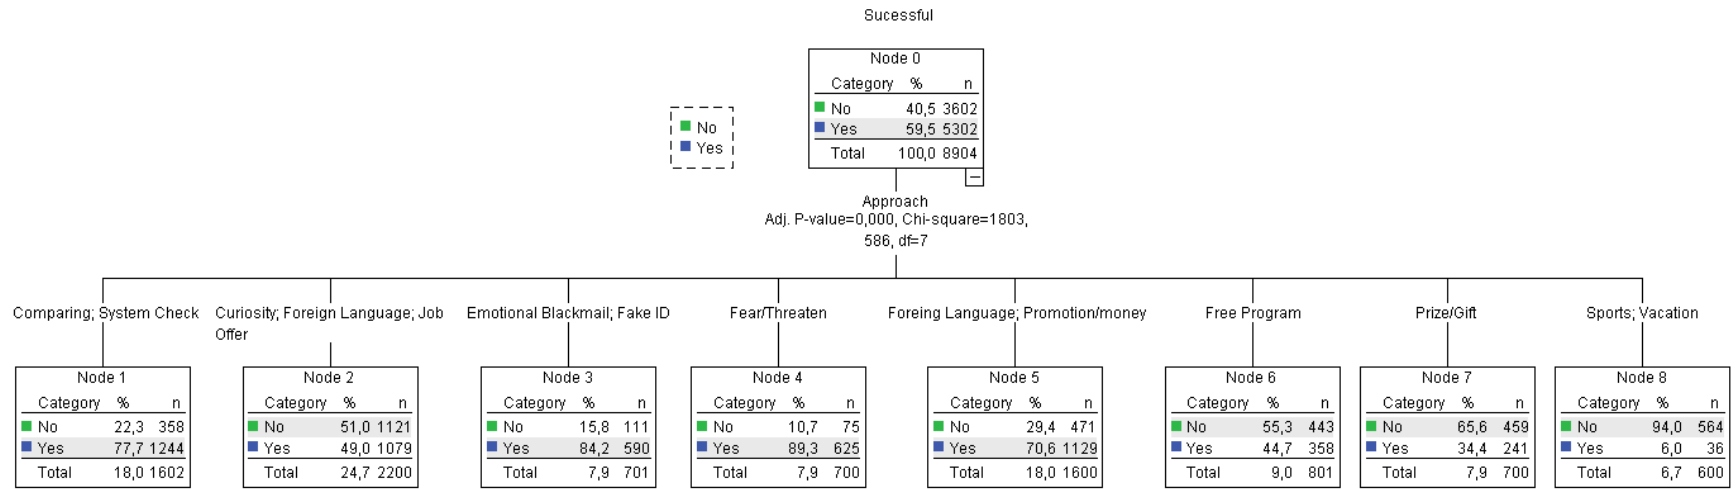 Sucessful
Node 0
Category % n
No 40,5 3602
Yes 59,5 5302
Total 100,0 8904
No
Yes
Approach
Adj. P-value=0,000, Chi-square=1803,
586, df=7
Comparing; System Check
Curiosity; Foreign Language; Job
Offer
Emotional Blackmail; Fake ID
Fear/Threaten
Foreing Language; Promotion/money
Free Program
Prize/Gift
Sports; Vacation
Node 1
Category % n
No 22,3 358
Yes 77,7 1244
Total 18,0 1602
Node 2
Category % n
No 51,0 1121
Yes 49,0 1079
Total 24,7 2200
Node 3
Category % n
No 15,8 111
Yes 84,2 590
Total 7,9 701
Node 4
Category % n
No 10,7 75
Yes 89,3 625
Total 7,9 700
Node 5
Category % n
No 29,4 471
Yes 70,6 1129
Total 18,0 1600
Node 6
Category % n
No 55,3 443
Yes 44,7 358
Total 9,0 801
Node 7
Category % n
No 65,6 459
Yes 34,4 241
Total 7,9 700
Node 8
Category % n
No 94,0 564
Yes 6,0 36
Total 6,7 600